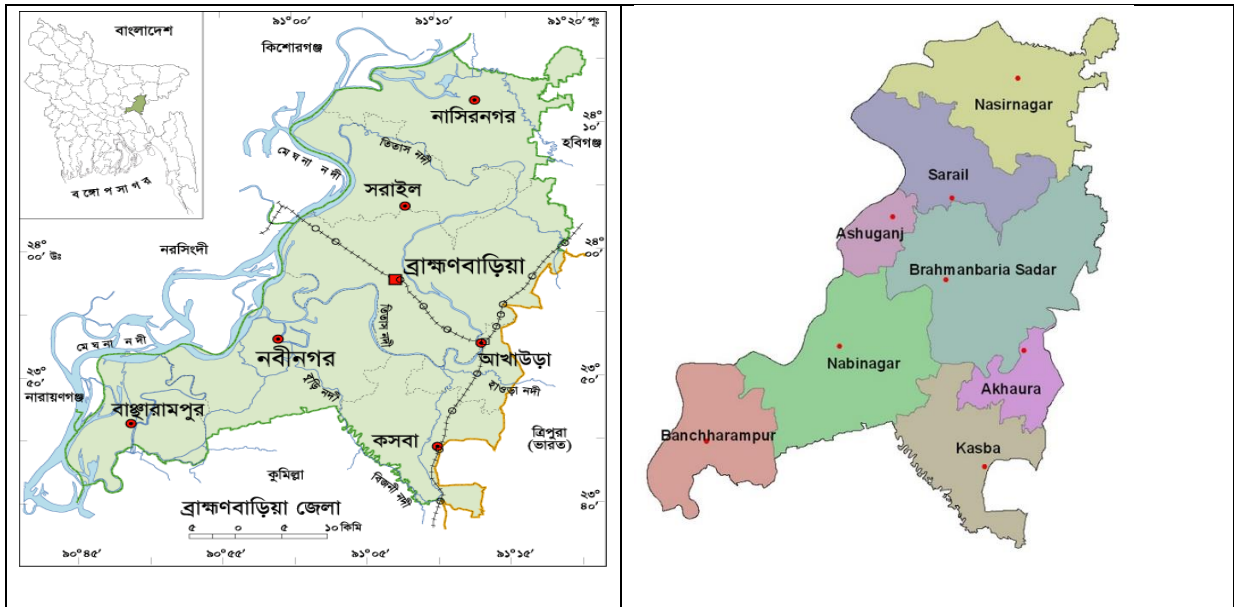 ৯১°০০′
৯১°১০′
৯১°২০′ পূঃ
বাংলাদেশ
কিশোরগঞ্জ
নাসিরনগর
২৪°
১০′
হবিগঞ্জ
তিতাস নদী
মেঘনা নদী
বঙ্গোপসাগর
সরাইল
নরসিংদী
২৪°
০০′ উঃ
২৪°
০০′
ব্রাহ্মণবাড়িয়া
তিতাস নদী
মেঘনা নদী
নবীনগর
আখাউড়া
২৩°
৫০′
২৩°
৫০′
হাওড়া নদী
বুড়ি নদী
নারায়ণগঞ্জ
বাঞ্ছারামপুর
কসবা
ত্রিপুরা
(ভারত)
কুমিল্লা
বিজনী নদী
২৩°
৪০′
ব্রাহ্মণবাড়িয়া জেলা
৫ ০ ৫ ১০ কিমি
৯০°৪৫′
৯০°৫৫′
৯১°০৫′
৯১°১৫′
Nasirnagar
Sarail
Ashuganj
Brahmanbaria Sadar
Nabinagar
Akhaura
Banchharampur
Kasba